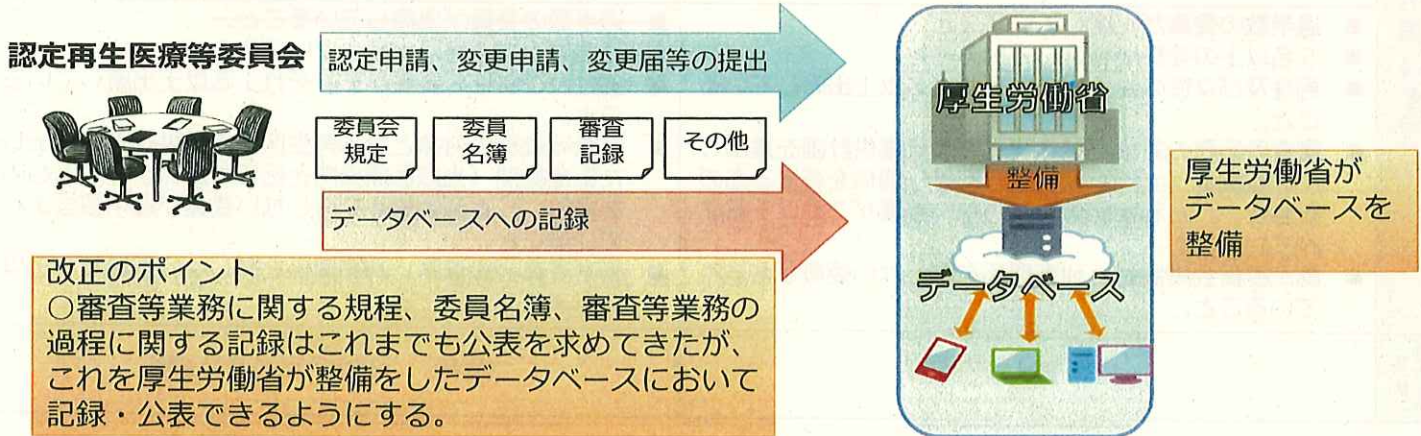 認定再生医療等委員会
認定申請、変更申請、変更届等の提出
委員会
規定
委員
名簿
審査
記録
その他
データベースへの記録
厚生労働省
整備
データベース
厚生労働省が
データベースを
整備
改正のポイント
○審査等業務に関する規程、委員名簿、審査等業務の
過程に関する記録はこれまでも公表を求めてきたが、
これを厚生労働省が整備をしたデータベースにおいて
記録・公表できるようにする。